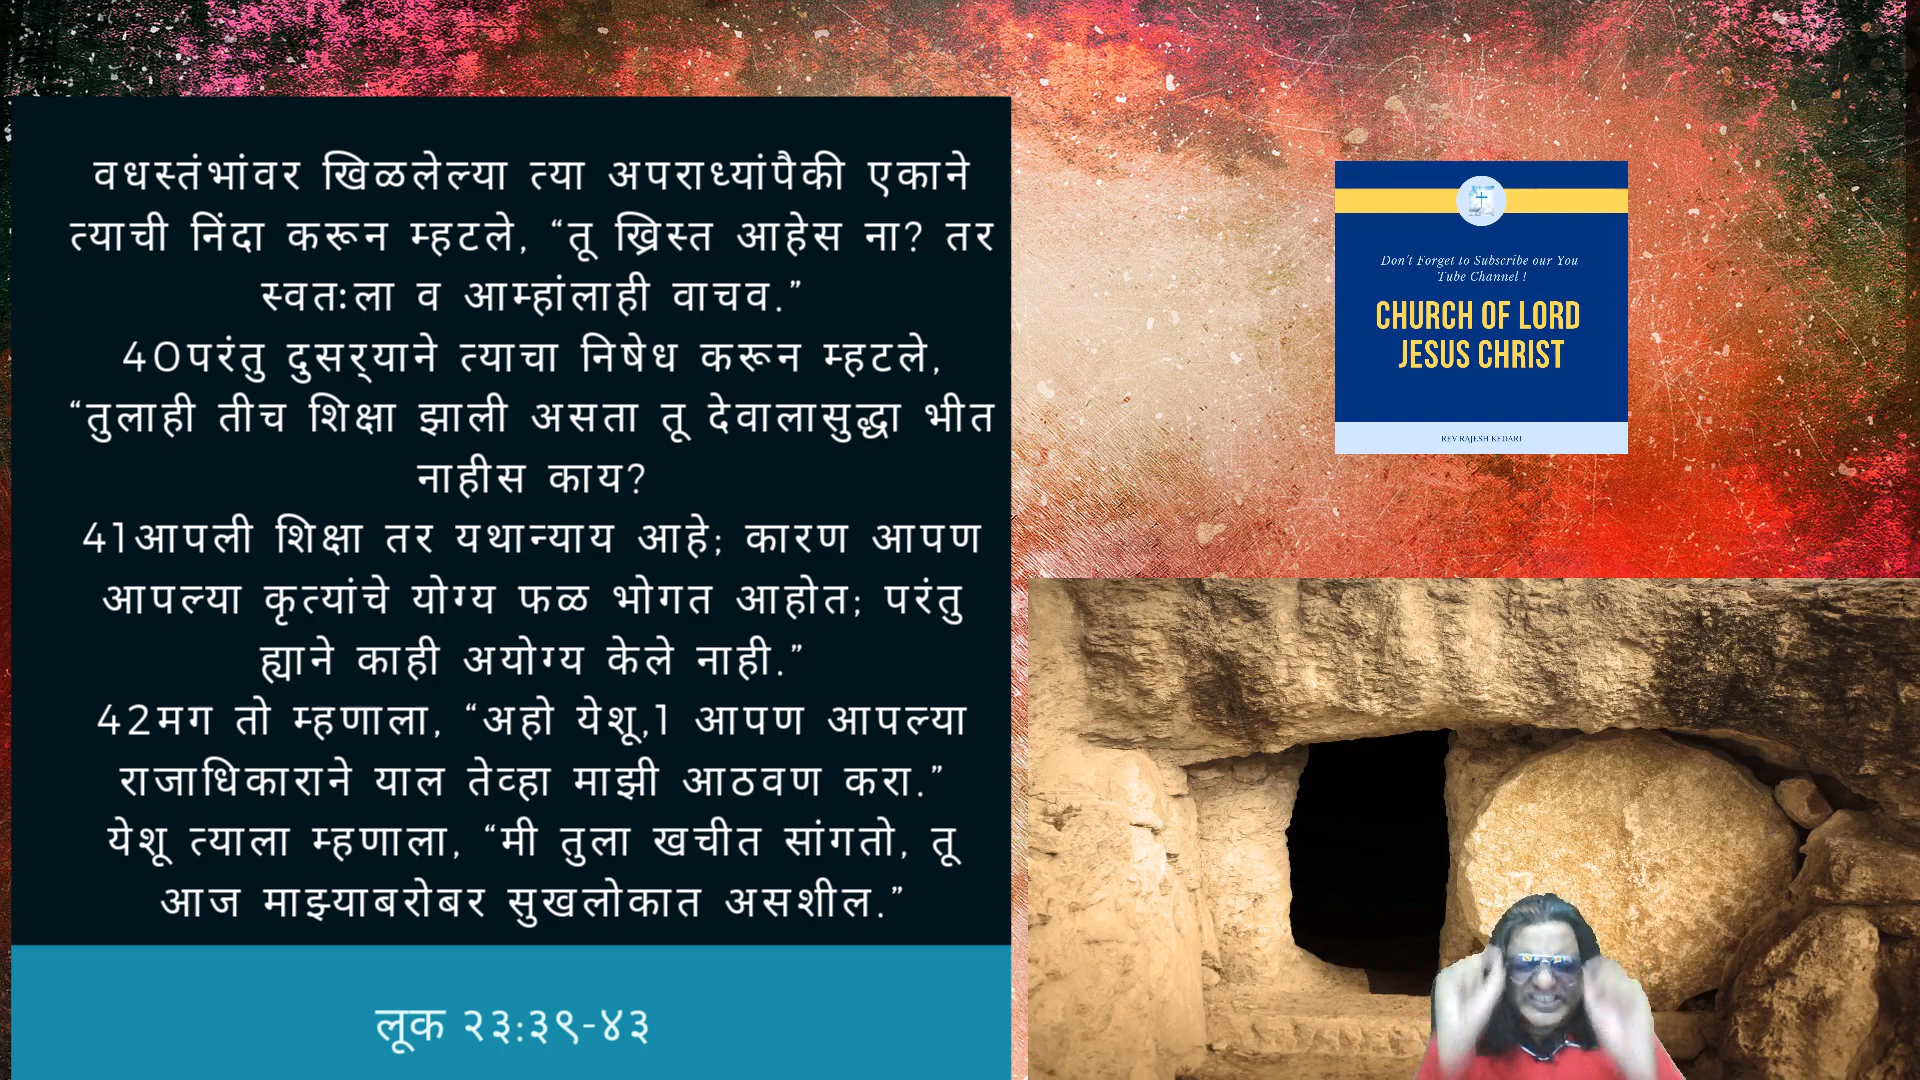 वधस्तंभांवर खिळलेल्या त्या अपराध्यांपैकी एकाने
त्याची निंदा करून म्हटले, “तू ख्रिस्त आहेस ना? तर
स्वतःला व आम्हांलाही वाचव.”
40परंतु दुसर्‍याने त्याचा निषेध करून म्हटले,
“तुलाही तीच शिक्षा झाली असता तू देवालासुद्धा भीत
नाहीस काय?
41आपली शिक्षा तर यथान्याय आहे; कारण आपण
आपल्या कृत्यांचे योग्य फळ भोगत आहोत; परंतु
ह्याने काही अयोग्य केले नाही.”
42मग तो म्हणाला, “अहो येशू,1 आपण आपल्या
राजाधिकाराने याल तेव्हा माझी आठवण करा.”
येशू त्याला म्हणाला, “मी तुला खचीत सांगतो, तू
आज माझ्याबरोबर सुखलोकात असशील.”
लूक २३:३९-४३
Don't Forget to Subscribe our You
Tube Channel !
CHURCH OF LORD
JESUS CHRIST
REV.RAJESH KEDARI